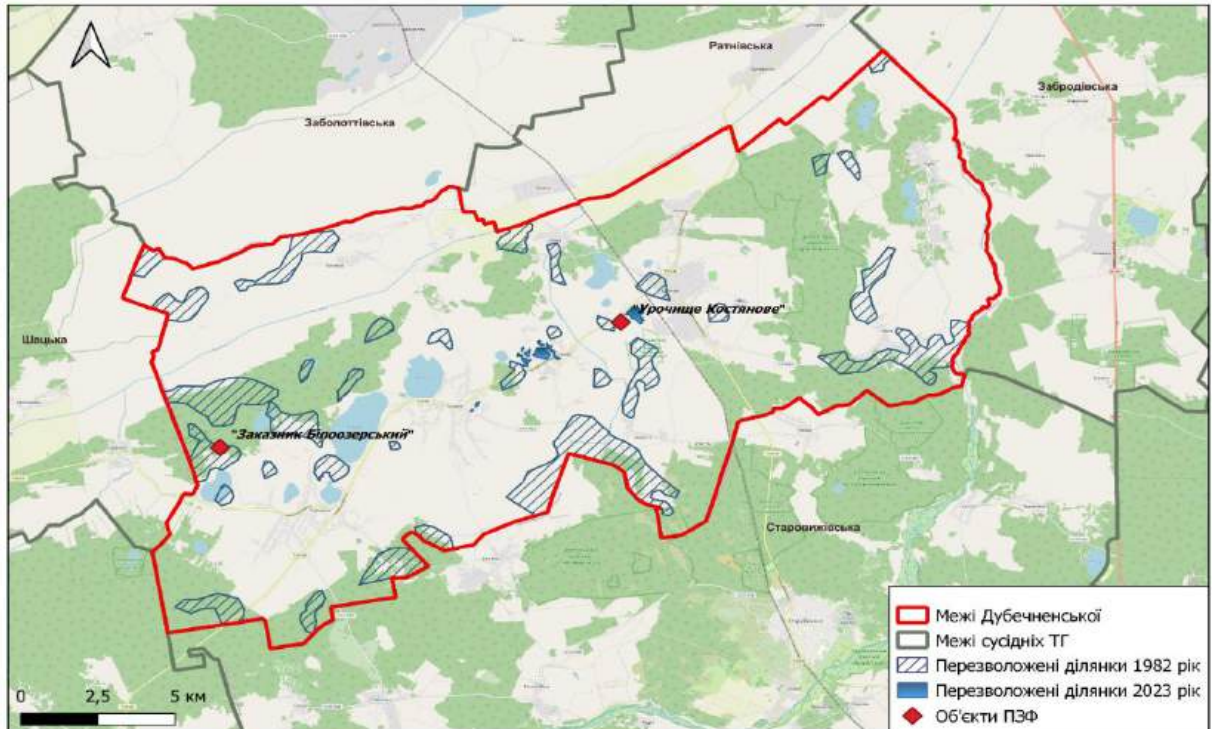 Ратнівська
Забродівська
Заболоттівська
"Урочище Костянове"
Шацька
"Заказник Білоозерський"
Старовижівська
Межі Дубечненської
Межі сусідніх ТГ
Перезволожені ділянки 1982 рік
Перезволожені ділянки 2023 рік
Об'єкти ПЗФ
0 2,5 5 км